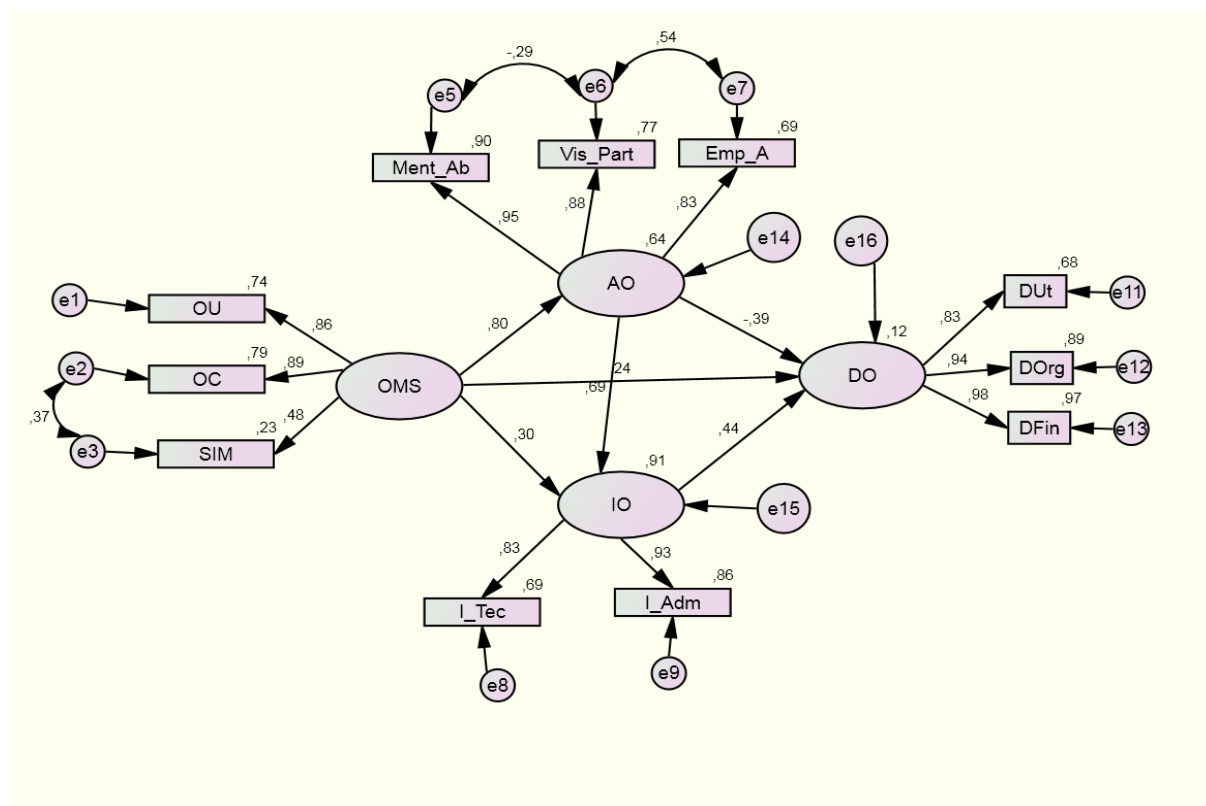 -,29
,54
e5
e6
e7
,90
,77
,69
Ment_Ab
Vis_Part
Emp_A
,95
,88
,83
e14
e16
,64
AO
e1
,74
OU
,86
,80
-,39
,68
DUt
e11
,83
e2
,79
OC
,89
OMS
,24
,69
,12
DO
,94
,89
DOrg
e12
,37
,48
,23
e3
SIM
,30
,44
,98
,97
DFin
e13
,91
IO
e15
,83
,93
,69
I_Tec
,86
I_Adm
e8
e9